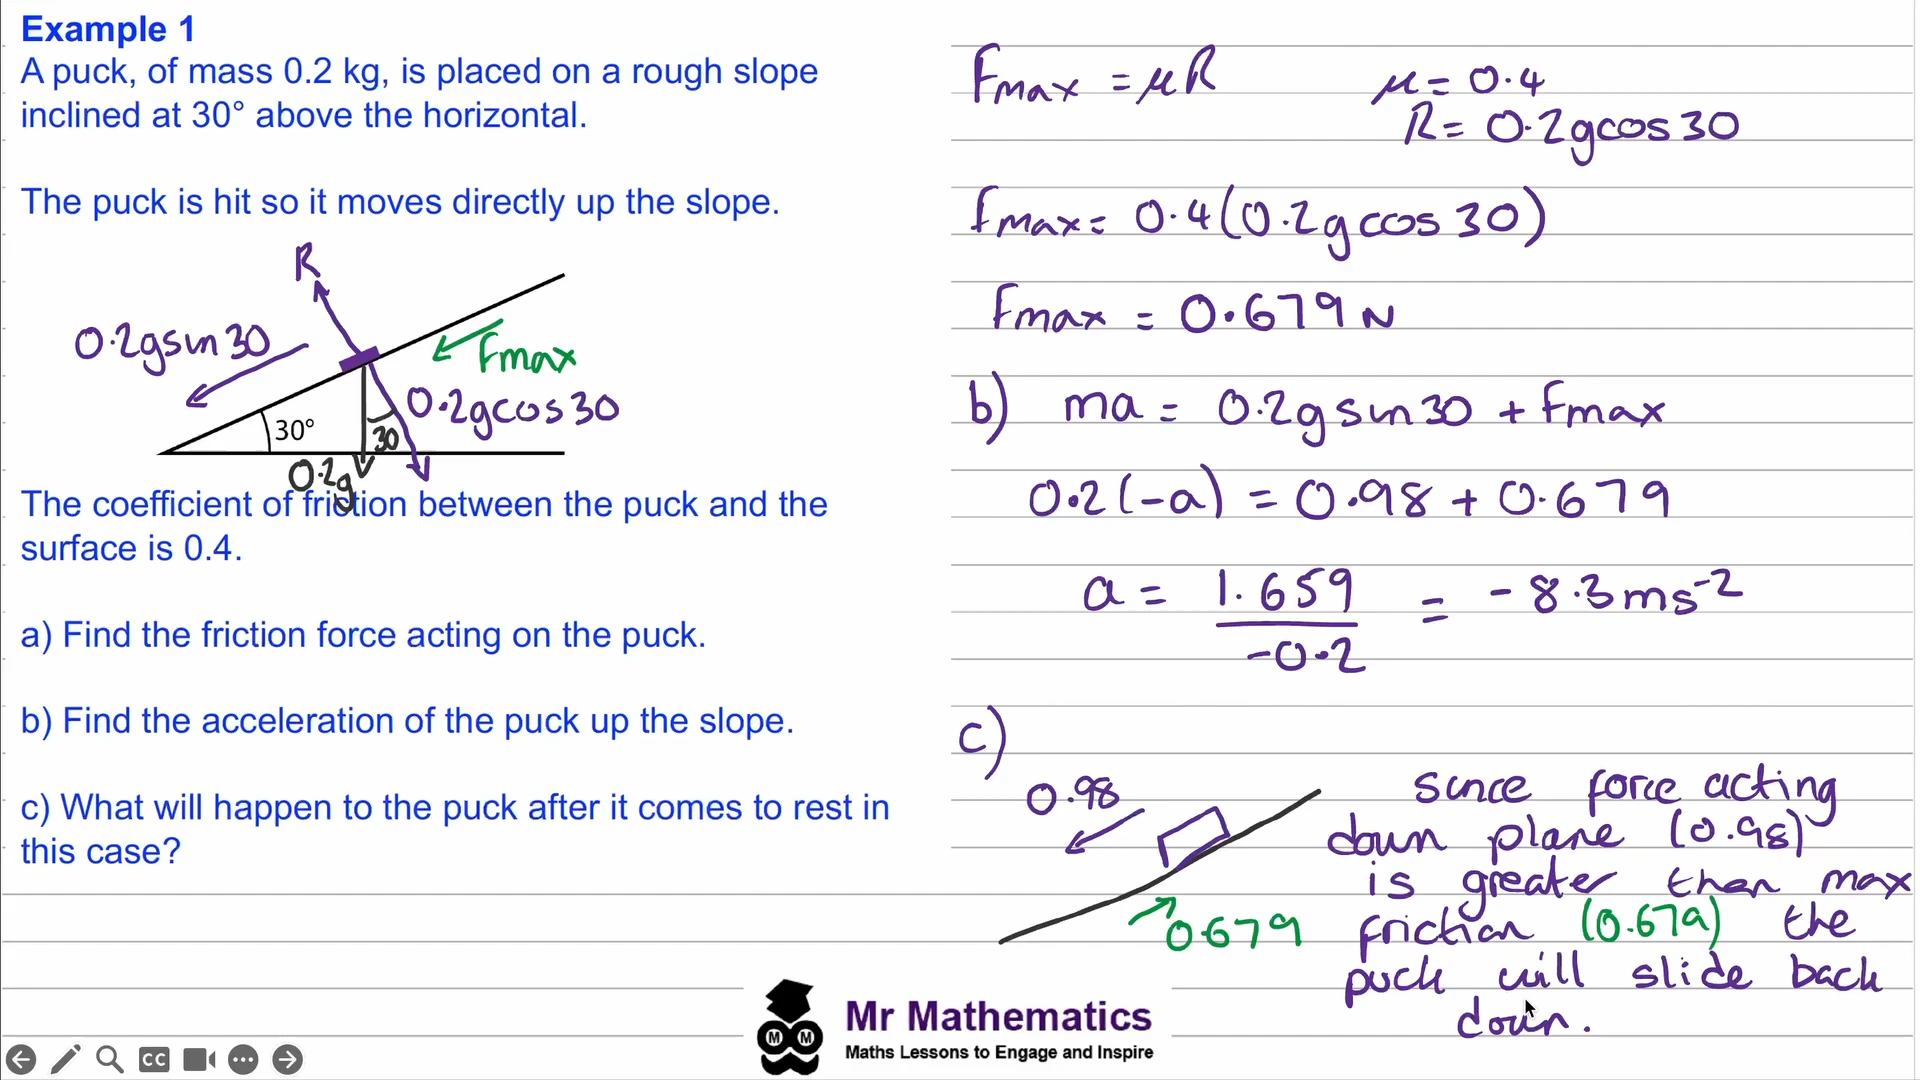 Example 1
A puck, of mass 0.2 kg, is placed on a rough slope
inclined at 30° above the horizontal.
The puck is hit so it moves directly up the slope.
R
0.2gsin30
Fmax
0.2gcos30
30°
30
0.2g
The coefficient of friction between the puck and the
surface is 0.4.
a) Find the friction force acting on the puck.
b) Find the acceleration of the puck up the slope.
c) What will happen to the puck after it comes to rest in
this case?
Fmax = μR
μ = 0.4
R = 0.2gcos30
Fmax = 0.4(0.2gcos30)
Fmax = 0.679N
b) ma = 0.2gsin30 + Fmax
0.2(-a) = 0.98 + 0.679
a = 1.659 / -0.2 = -8.3ms⁻²
c)
0.98
0.679
since force acting
down plane (0.98)
is greater than max
friction (0.679) the
puck will slide back
down.
M M
Mr Mathematics
Maths Lessons to Engage and Inspire
CC